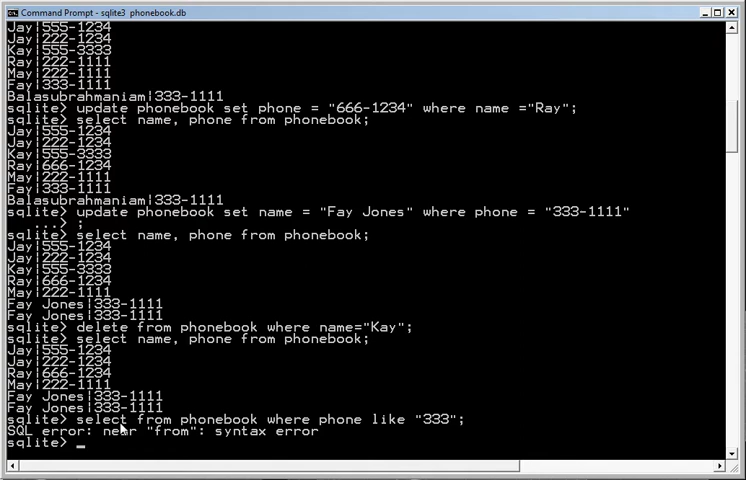 Command Prompt - sqlite3 phonebook.db
Jay|555-1234
Jay|222-1234
Kay|555-3333
Ray|222-1111
May|222-1111
Fay|333-1111
Balasubrahmaniam|333-1111
sqlite> update phonebook set phone = "666-1234" where name ="Ray";
sqlite> select name, phone from phonebook;
Jay|555-1234
Jay|222-1234
Kay|555-3333
Ray|666-1234
May|222-1111
Fay|333-1111
Balasubrahmaniam|333-1111
sqlite> update phonebook set name = "Fay Jones" where phone = "333-1111"
   ...> ;
sqlite> select name, phone from phonebook;
Jay|555-1234
Jay|222-1234
Kay|555-3333
Ray|666-1234
May|222-1111
Fay Jones|333-1111
Fay Jones|333-1111
sqlite> delete from phonebook where name="Kay";
sqlite> select name, phone from phonebook;
Jay|555-1234
Jay|222-1234
Ray|666-1234
May|222-1111
Fay Jones|333-1111
Fay Jones|333-1111
sqlite> select from phonebook where phone like "333";
SQL error: near "from": syntax error
sqlite> _